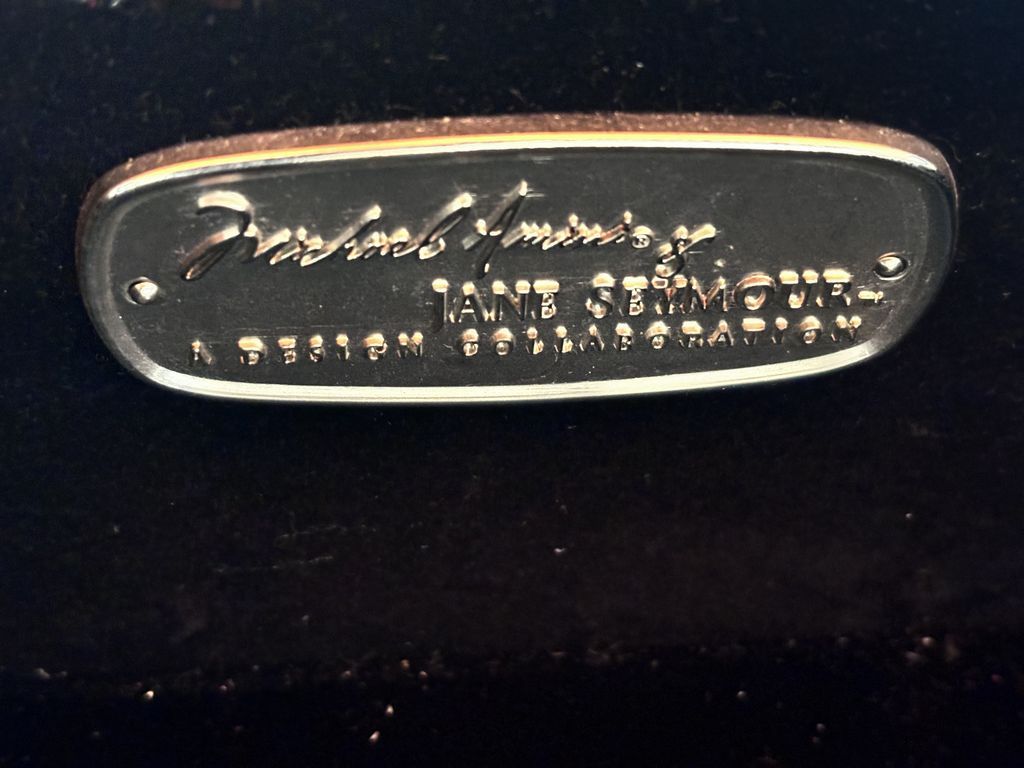 Michael Amini® &
JANE SEYMOUR
A DESIGN COLLABORATION